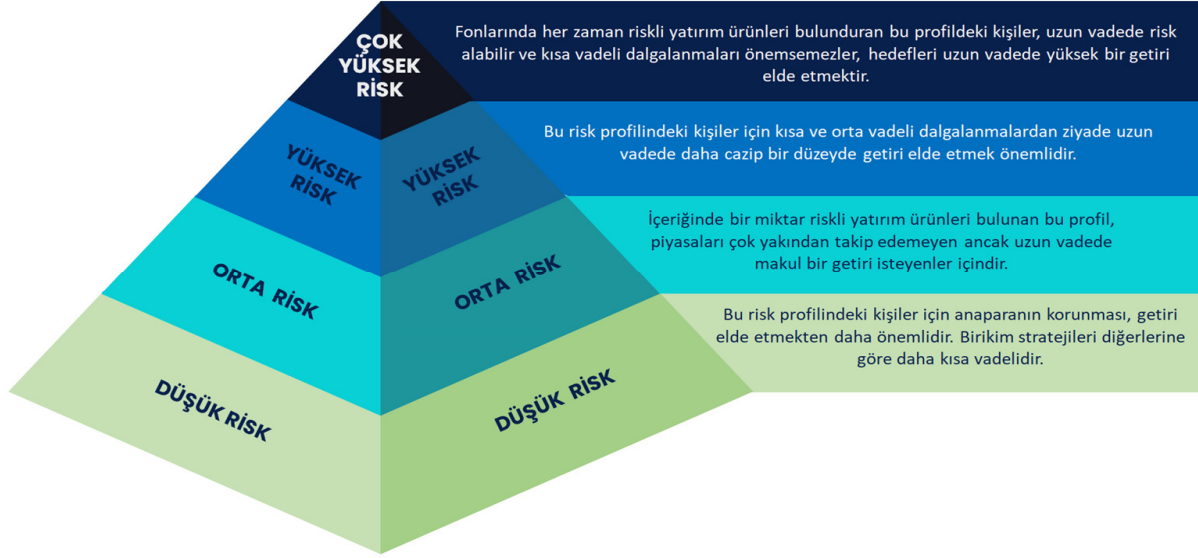 ÇOK
YÜKSEK
RİSK
Fonlarında her zaman riskli yatırım ürünleri bulunduran bu profildeki kişiler, uzun vadede risk
alabilir ve kısa vadeli dalgalanmaları önemsemezler, hedefleri uzun vadede yüksek bir getiri
elde etmektir.
YÜKSEK
RİSK
YÜKSEK
RİSK
Bu risk profilindeki kişiler için kısa ve orta vadeli dalgalanmalardan ziyade uzun
vadede daha cazip bir düzeyde getiri elde etmek önemlidir.
ORTA RİSK
ORTA RİSK
İçeriğinde bir miktar riskli yatırım ürünleri bulunan bu profil,
piyasaları çok yakından takip edemeyen ancak uzun vadede
makul bir getiri isteyenler içindir.
DÜŞÜK RİSK
DÜŞÜK RİSK
Bu risk profilindeki kişiler için anaparanın korunması, getiri
elde etmekten daha önemlidir. Birikim stratejileri diğerlerine
göre daha kısa vadelidir.